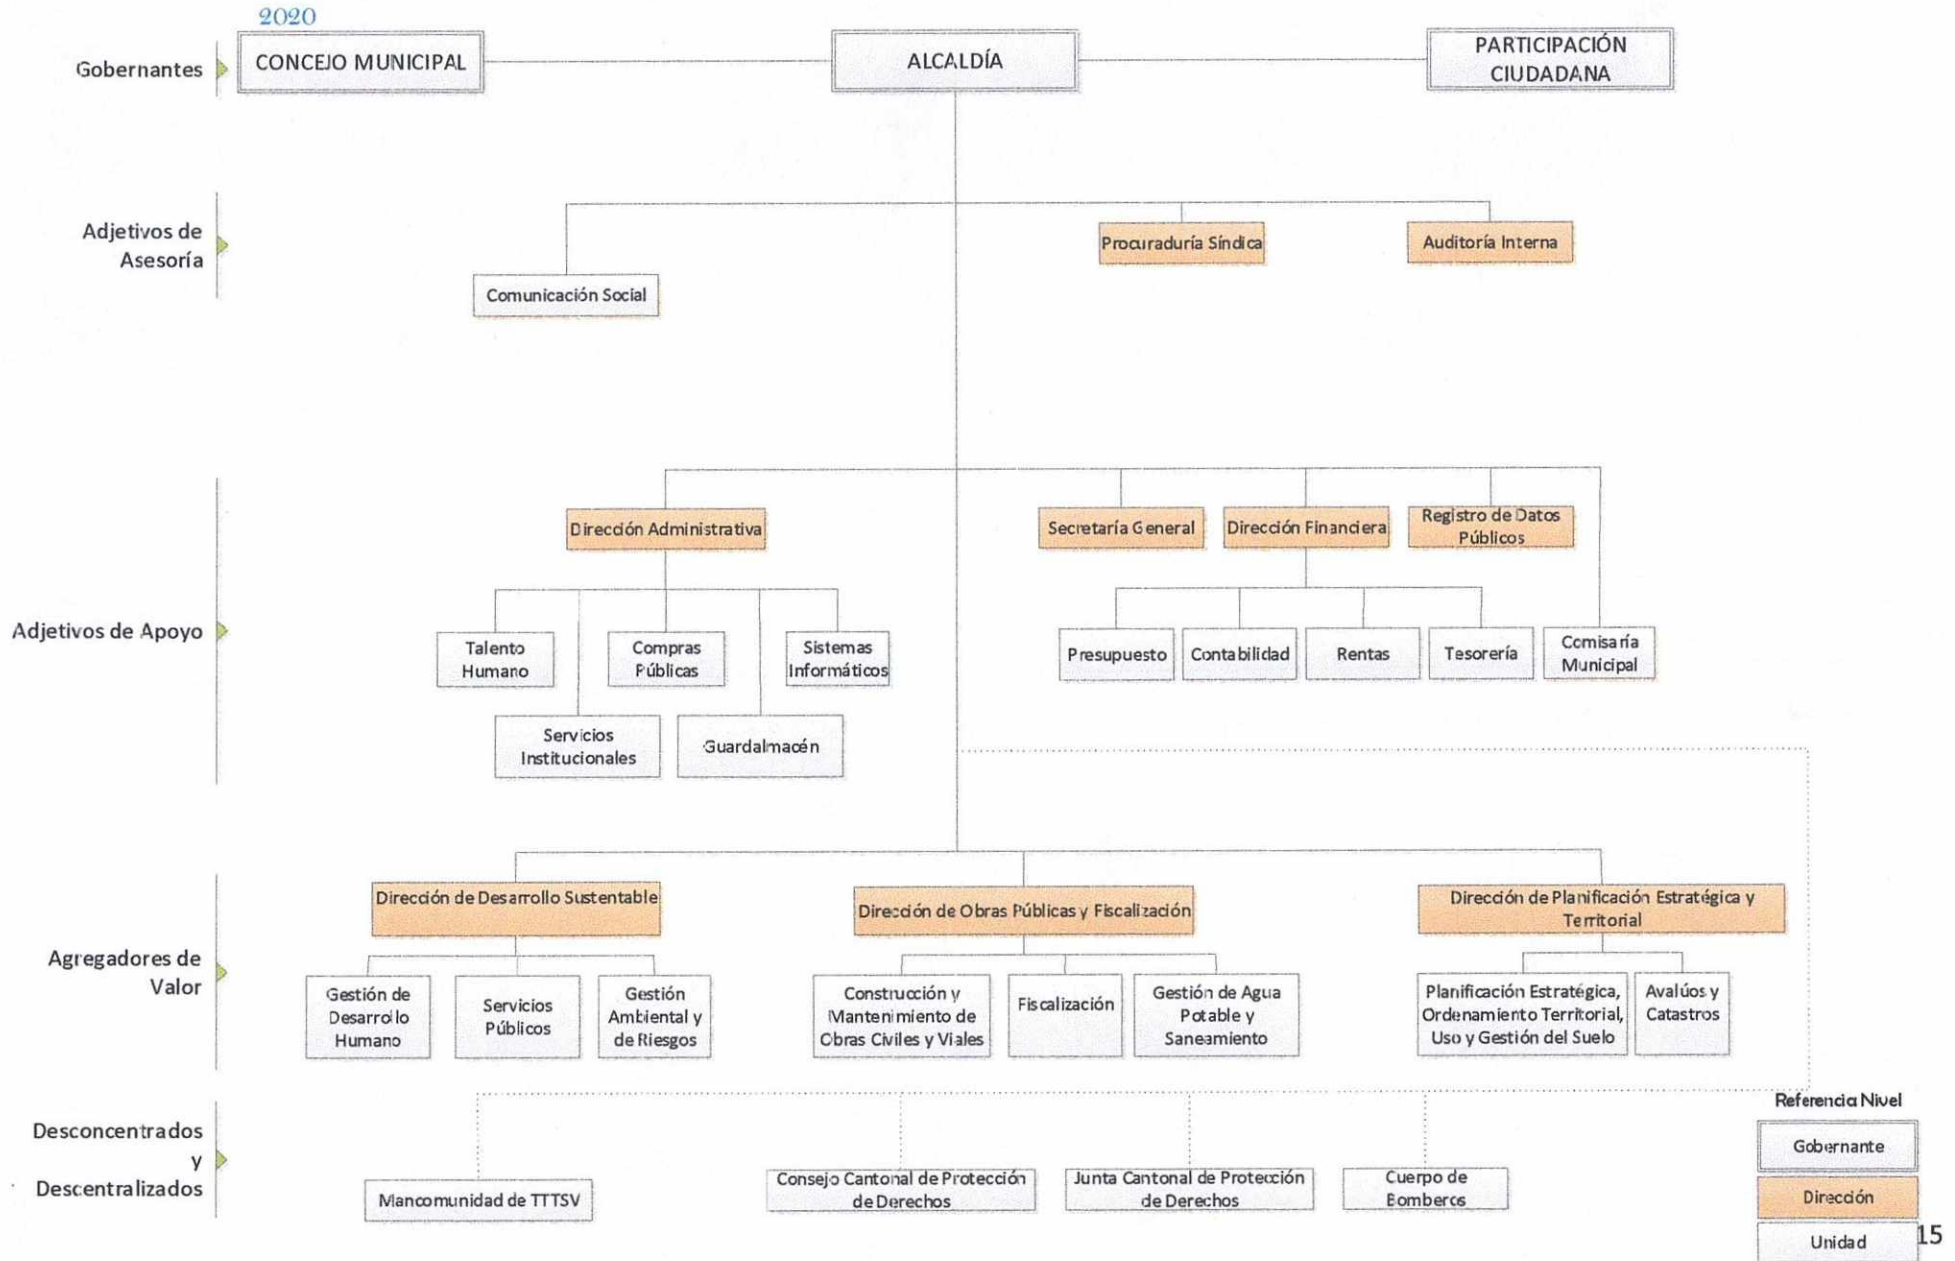 2020
Gobernantes
CONCEJO MUNICIPAL
ALCALDÍA
PARTICIPACIÓN
CIUDADANA
Adjetivos de
Asesoría
Procuraduría Síndica
Auditoría Interna
Comunicación Social
Adjetivos de Apoyo
Dirección Administrativa
Secretaría General
Dirección Financiera
Registro de Datos
Públicos
Talento
Humano
Compras
Públicas
Sistemas
Informáticos
Servicios
Institucionales
Guardalmacén
Presupuesto
Contabilidad
Rentas
Tesorería
Comisaría
Municipal
Agregadores de
Valor
Dirección de Desarrollo Sustentable
Dirección de Obras Públicas y Fiscalización
Dirección de Planificación Estratégica y
Territorial
Gestión de
Desarrollo
Humano
Servicios
Públicos
Gestión
Ambiental y
de Riesgos
Construcción y
Mantenimiento de
Obras Civiles y Viales
Fiscalización
Gestión de Agua
Potable y
Saneamiento
Planificación Estratégica,
Ordenamiento Territorial,
Uso y Gestión del Suelo
Avalúos y
Catastros
Desconcentrados
y
Descentralizados
Mancomunidad de TTTSV
Consejo Cantonal de Protección
de Derechos
Junta Cantonal de Protección
de Derechos
Cuerpo de
Bomberos
Referencia Nivel
Gobernante
Dirección
Unidad
15